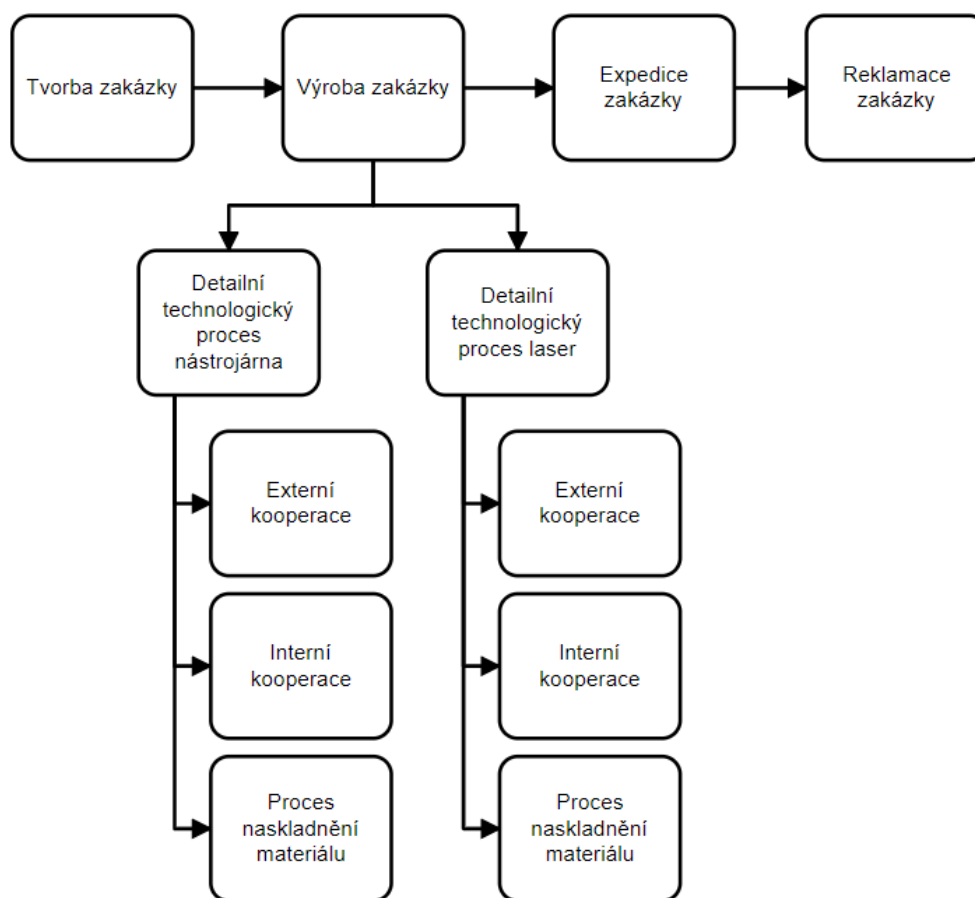 Tvorba zakázky
Výroba zakázky
Expedice
zakázky
Reklamace
zakázky
Detailní
technologický
proces
nástrojárna
Detailní
technologický
proces laser
Externí
kooperace
Externí
kooperace
Interní
kooperace
Interní
kooperace
Proces
naskladnění
materiálu
Proces
naskladnění
materiálu